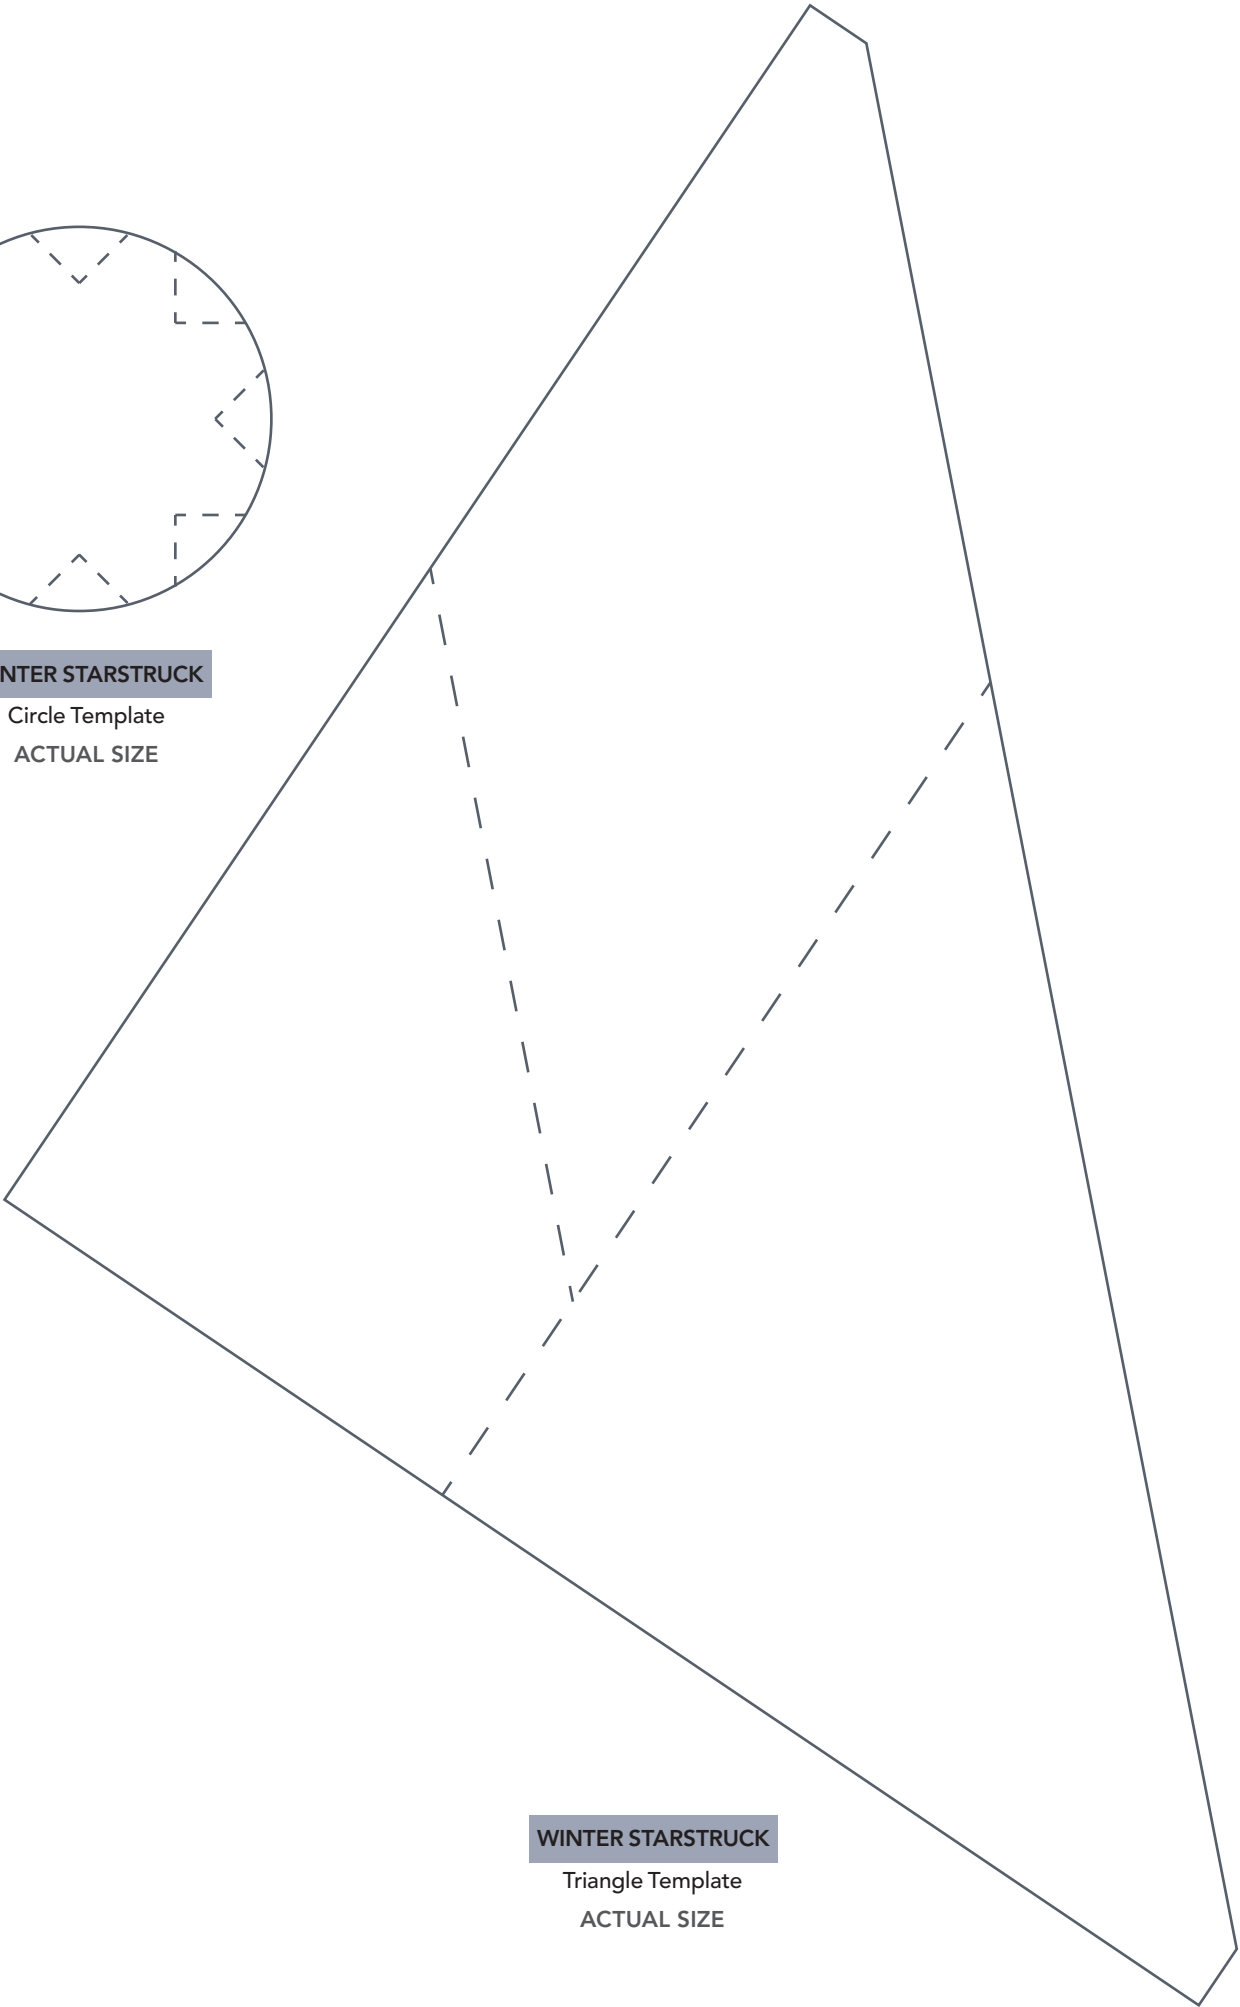 NTER STARSTRUCK
Circle Template
ACTUAL SIZE
WINTER STARSTRUCK
Triangle Template
ACTUAL SIZE